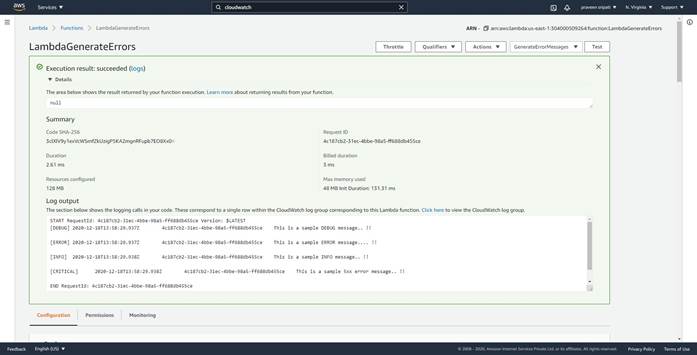 aws
Services
cloudwatch
praveen sripati
N. Virginia
Support
Lambda
Functions
LambdaGenerateErrors
ARN - arn:aws:lambda:us-east-1:304000509264:function:LambdaGenerateErrors
LambdaGenerateErrors
Throttle
Qualifiers
Actions
GenerateErrorMessages
Test
Execution result: succeeded (logs)
Details
The area below shows the result returned by your function execution. Learn more about returning results from your function.
null
Summary
Code SHA-256
Request ID
4c187cb2-31ec-4bbe-98a5-ff688db455ce
Duration
2.61 ms
Billed duration
3 ms
Resources configured
128 MB
Max memory used
48 MB Init Duration: 131.31 ms
Log output
The section below shows the logging calls in your code. These correspond to a single row within the CloudWatch log group corresponding to this Lambda function. Click here to view the CloudWatch log group.
START RequestId: 4c187cb2-31ec-4bbe-98a5-ff688db455ce Version: $LATEST
[DEBUG] 2020-12-18T13:58:29.937Z 4c187cb2-31ec-4bbe-98a5-ff688db455ce This is a sample DEBUG message.. !!
[ERROR] 2020-12-18T13:58:29.937Z 4c187cb2-31ec-4bbe-98a5-ff688db455ce This is a sample ERROR message.... !!
[INFO] 2020-12-18T13:58:29.938Z 4c187cb2-31ec-4bbe-98a5-ff688db455ce This is a sample INFO message.. !!
[CRITICAL] 2020-12-18T13:58:29.938Z 4c187cb2-31ec-4bbe-98a5-ff688db455ce This is a sample 5xx error message.. !!
END RequestId: 4c187cb2-31ec-4bbe-98a5-ff688db455ce
Configuration
Permissions
Monitoring
Feedback
English (US)
© 2008 - 2020, Amazon Internet Services Private Ltd. or its affiliates. All rights reserved.
Privacy Policy
Terms of Use